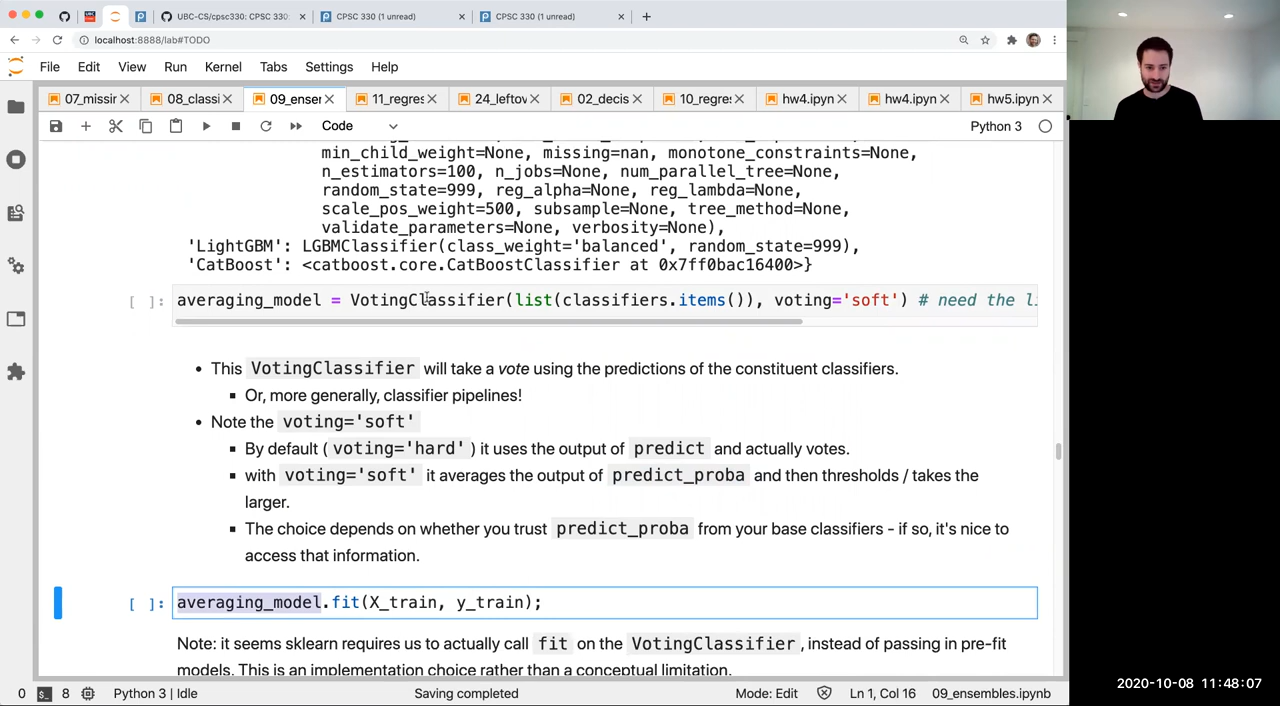 UBC-CS/cpsc330: CPSC 330:
CPSC 330 (1 unread)
CPSC 330 (1 unread)
localhost:8888/lab#TODO
File Edit View Run Kernel Tabs Settings Help
07_missir
08_classi
09_enser
11_regres
24_leftov
02_decis
10_regre:
hw4.ipyn
hw4.ipyn
hw5.ipyn
Code
Python 3
min_child_weight=None, missing=nan, monotone_constraints=None,
n_estimators=100, n_jobs=None, num_parallel_tree=None,
random_state=999, reg_alpha=None, reg_lambda=None,
scale_pos_weight=500, subsample=None, tree_method=None,
validate_parameters=None, verbosity=None),
'LightGBM': LGBMClassifier(class_weight='balanced', random_state=999),
'CatBoost': <catboost.core.CatBoostClassifier at 0x7ff0bac16400>}
[ ]: averaging_model = VotingClassifier(list(classifiers.items()), voting='soft') # need the li
• This VotingClassifier will take a vote using the predictions of the constituent classifiers.
▪ Or, more generally, classifier pipelines!
• Note the voting='soft'
▪ By default ( voting='hard' ) it uses the output of predict and actually votes.
▪ with voting='soft' it averages the output of predict_proba and then thresholds / takes the
larger.
▪ The choice depends on whether you trust predict_proba from your base classifiers - if so, it's nice to
access that information.
[ ]: averaging_model.fit(X_train, y_train);
Note: it seems sklearn requires us to actually call fit on the VotingClassifier, instead of passing in pre-fit
models. This is an implementation choice rather than a conceptual limitation.
0 8 Python 3 | Idle Saving completed Mode: Edit Ln 1, Col 16 09_ensembles.ipynb
2020-10-08 11:48:07